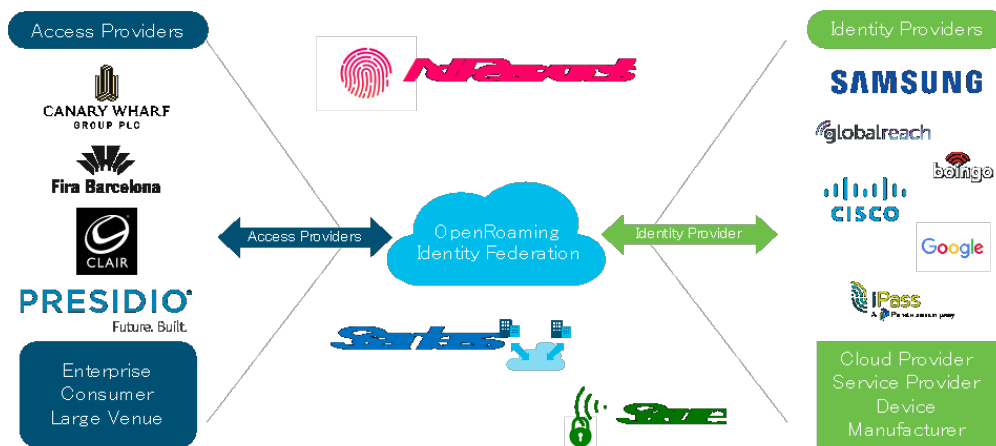 Access Providers
Identity Providers
CANARY WHARF
GROUP PLC
SAMSUNG
globalreach
Fira Barcelona
boingo
CISCO
CLAIR
Access Providers
OpenRoaming
Identity Federation
Identity Provider
Google
PRESIDIO
Future. Built.
iPass
Enterprise
Consumer
Large Venue
Cloud Provider
Service Provider
Device
Manufacturer